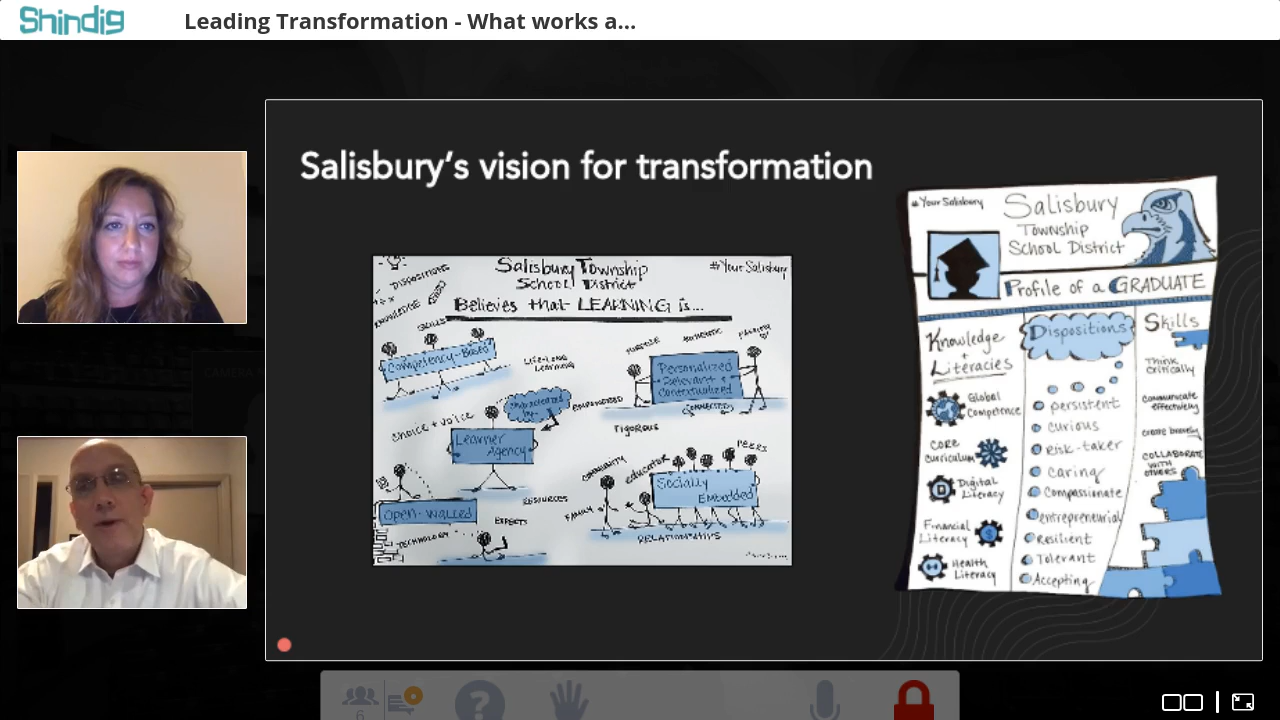 Shindig
Leading Transformation - What works a...
Salisbury's vision for transformation
Salisbury Township
School District
#YourSalisbury
Believes that LEARNING is...
DISPOSITIONS
KNOWLEDGE
SKILLS
Competency-Based
LIFE-LONG
LEARNING
PURPOSE
AUTHENTIC
PASSION
Personalized
Relevant +
Contextualized
CONNECTED
CHOICE + VOICE
Characterized
by...
EMPOWERED
Learner
Agency
RIGOROUS
Open-Walled
TECHNOLOGY
RESOURCES
EXPERTS
COMMUNITY
EDUCATOR
PEERS
FAMILY
Socially
Embedded
RELATIONSHIPS
#YourSalisbury
Salisbury
Township
School District
Profile of a GRADUATE
Knowledge
+
Literacies
Global
Competence
CORE
Curriculum
Digital
Literacy
Financial
Literacy
Health
Literacy
Dispositions
persistent
curious
risk-taker
caring
Compassionate
entrepreneurial
Resilient
Tolerant
Accepting
Skills
Think
Critically
Communicate
effectively
create bravely
COLLABORATE
WITH
OTHERS
6